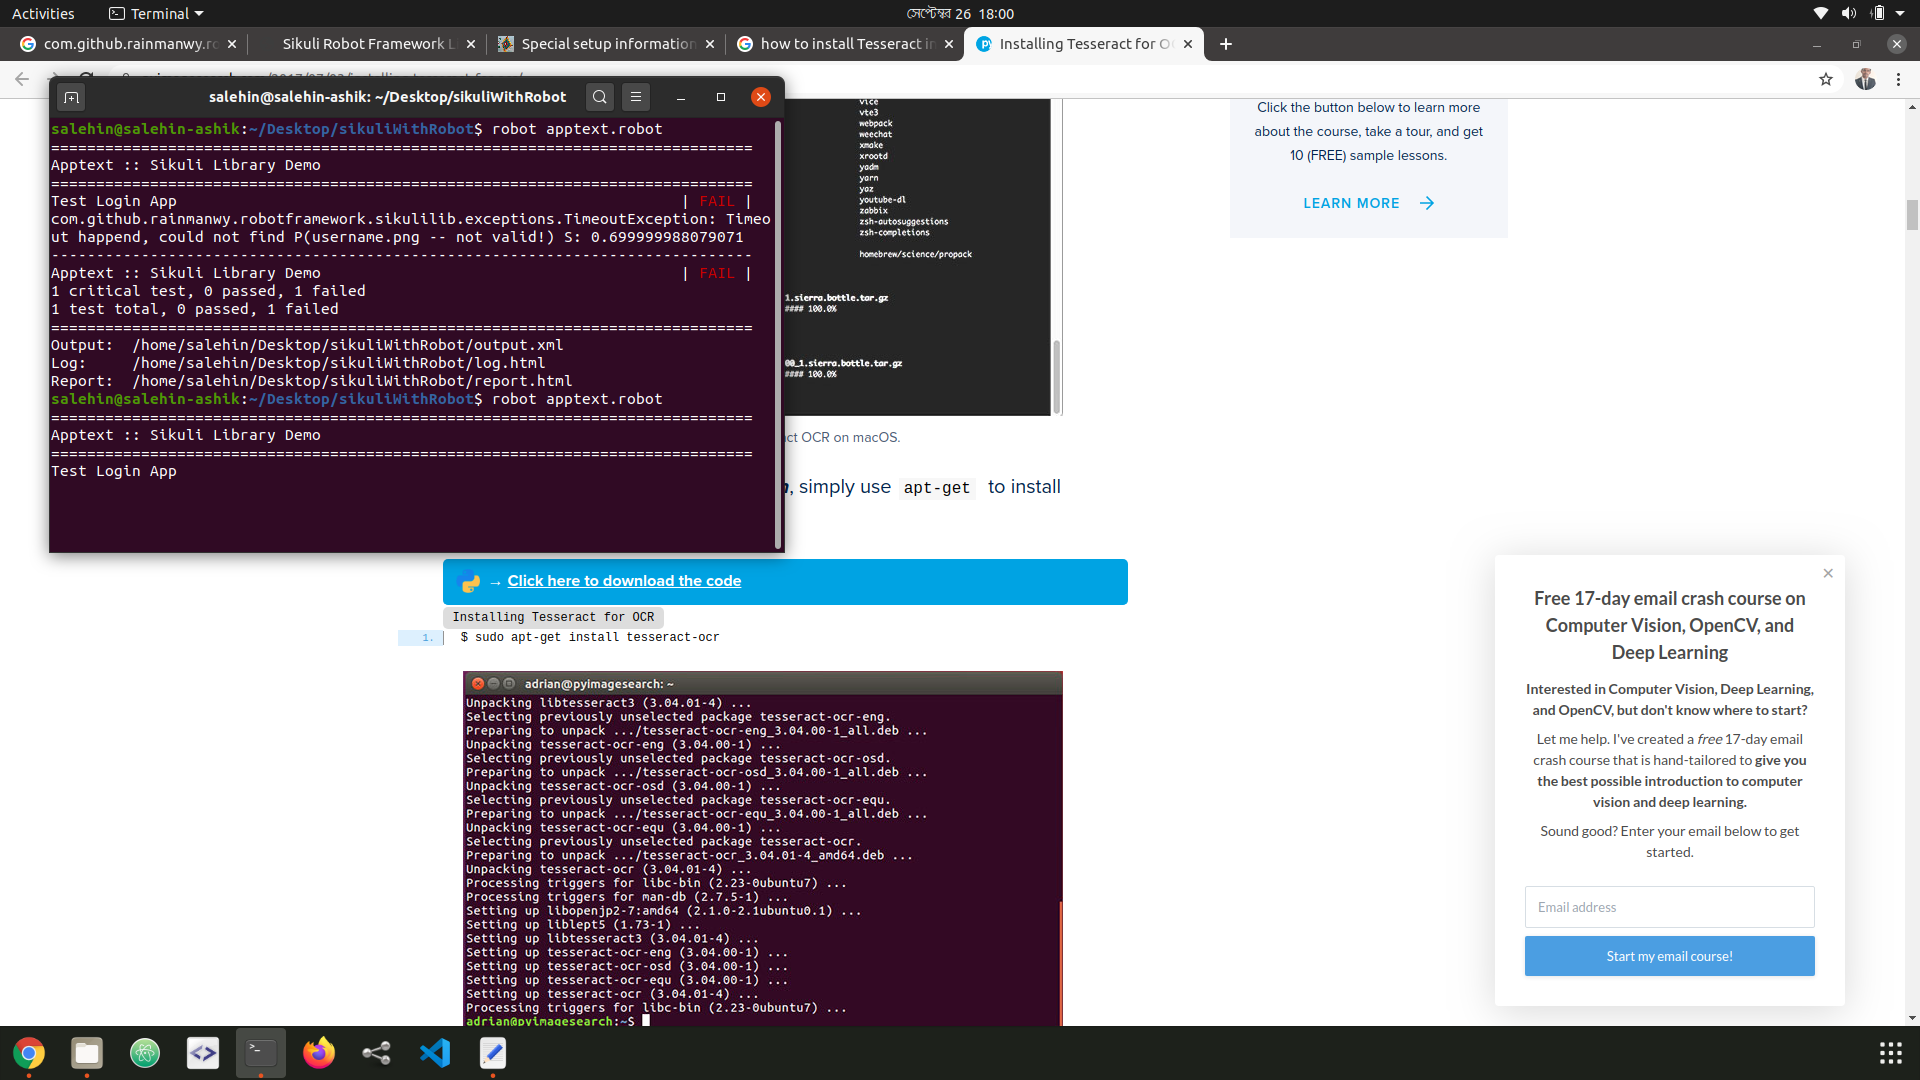 Activities
Terminal
সেপ্টেম্বর 26 18:00
com.github.rainmanwy.ro
Sikuli Robot Framework L
Special setup information
how to install Tesseract in
Installing Tesseract for OC
salehin@salehin-ashik: ~/Desktop/sikuliWithRobot
salehin@salehin-ashik:~/Desktop/sikuliWithRobot$ robot apptext.robot
==============================================================================
Apptext :: Sikuli Library Demo
==============================================================================
Test Login App | FAIL |
com.github.rainmanwy.robotframework.sikulilib.exceptions.TimeoutException: Timeo
ut happend, could not find P(username.png -- not valid!) S: 0.699999988079071
------------------------------------------------------------------------------
Apptext :: Sikuli Library Demo | FAIL |
1 critical test, 0 passed, 1 failed
1 test total, 0 passed, 1 failed
==============================================================================
Output: /home/salehin/Desktop/sikuliWithRobot/output.xml
Log: /home/salehin/Desktop/sikuliWithRobot/log.html
Report: /home/salehin/Desktop/sikuliWithRobot/report.html
salehin@salehin-ashik:~/Desktop/sikuliWithRobot$ robot apptext.robot
==============================================================================
Apptext :: Sikuli Library Demo
==============================================================================
Test Login App
vice
vte3
webpack
weechat
xmake
xrootd
yadm
yarn
yaz
youtube-dl
zabbix
zsh-autosuggestions
zsh-completions
homebrew/science/propack
1.sierra.bottle.tar.gz
#### 100.0%
00_1.sierra.bottle.tar.gz
#### 100.0%
act OCR on macOS.
, simply use apt-get to install
→ Click here to download the code
Installing Tesseract for OCR
1. $ sudo apt-get install tesseract-ocr
adrian@pyimagesearch: ~
Unpacking libtesseract3 (3.04.01-4) ...
Selecting previously unselected package tesseract-ocr-eng.
Preparing to unpack .../tesseract-ocr-eng_3.04.00-1_all.deb ...
Unpacking tesseract-ocr-eng (3.04.00-1) ...
Selecting previously unselected package tesseract-ocr-osd.
Preparing to unpack .../tesseract-ocr-osd_3.04.00-1_all.deb ...
Unpacking tesseract-ocr-osd (3.04.00-1) ...
Selecting previously unselected package tesseract-ocr-equ.
Preparing to unpack .../tesseract-ocr-equ_3.04.00-1_all.deb ...
Unpacking tesseract-ocr-equ (3.04.00-1) ...
Selecting previously unselected package tesseract-ocr.
Preparing to unpack .../tesseract-ocr_3.04.01-4_amd64.deb ...
Unpacking tesseract-ocr (3.04.01-4) ...
Processing triggers for libc-bin (2.23-0ubuntu7) ...
Processing triggers for man-db (2.7.5-1) ...
Setting up libopenjp2-7:amd64 (2.1.0-2.1ubuntu0.1) ...
Setting up liblept5 (1.73-1) ...
Setting up libtesseract3 (3.04.01-4) ...
Setting up tesseract-ocr-eng (3.04.00-1) ...
Setting up tesseract-ocr-osd (3.04.00-1) ...
Setting up tesseract-ocr-equ (3.04.00-1) ...
Setting up tesseract-ocr (3.04.01-4) ...
Processing triggers for libc-bin (2.23-0ubuntu7) ...
adrian@pyimagesearch:~$
Click the button below to learn more
about the course, take a tour, and get
10 (FREE) sample lessons.
LEARN MORE →
Free 17-day email crash course on
Computer Vision, OpenCV, and
Deep Learning
Interested in Computer Vision, Deep Learning,
and OpenCV, but don't know where to start?
Let me help. I've created a free 17-day email
crash course that is hand-tailored to give you
the best possible introduction to computer
vision and deep learning.
Sound good? Enter your email below to get
started.
Email address
Start my email course!